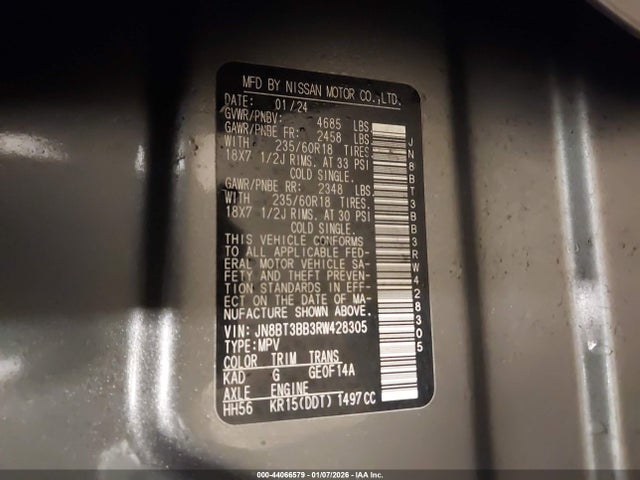 MFD BY NISSAN MOTOR CO.,LTD.
DATE: 01/24
GVWR/PNBV: 4685 LBS
GAWR/PNBE FR: 2458 LBS
WITH 235/60R18 TIRES.
18X7 1/2J RIMS. AT 33 PSI
COLD SINGLE.
GAWR/PNBE RR: 2348 LBS
WITH 235/60R18 TIRES.
18X7 1/2J RIMS. AT 30 PSI
COLD SINGLE.
THIS VEHICLE CONFORMS
TO ALL APPLICABLE FED-
ERAL MOTOR VEHICLE SA-
FETY AND THEFT PREVEN-
TION STANDARDS IN EFF-
ECT ON THE DATE OF MA-
NUFACTURE SHOWN ABOVE.
VIN: JN8BT3BB3RW428305
TYPE:MPV
COLOR TRIM TRANS
KAD G GE0F14A
AXLE ENGINE
HH56 KR15(DDT) 1497CC
JN8BT3BB3RW428305
000-44066579 - 01/07/2026 - IAA Inc.